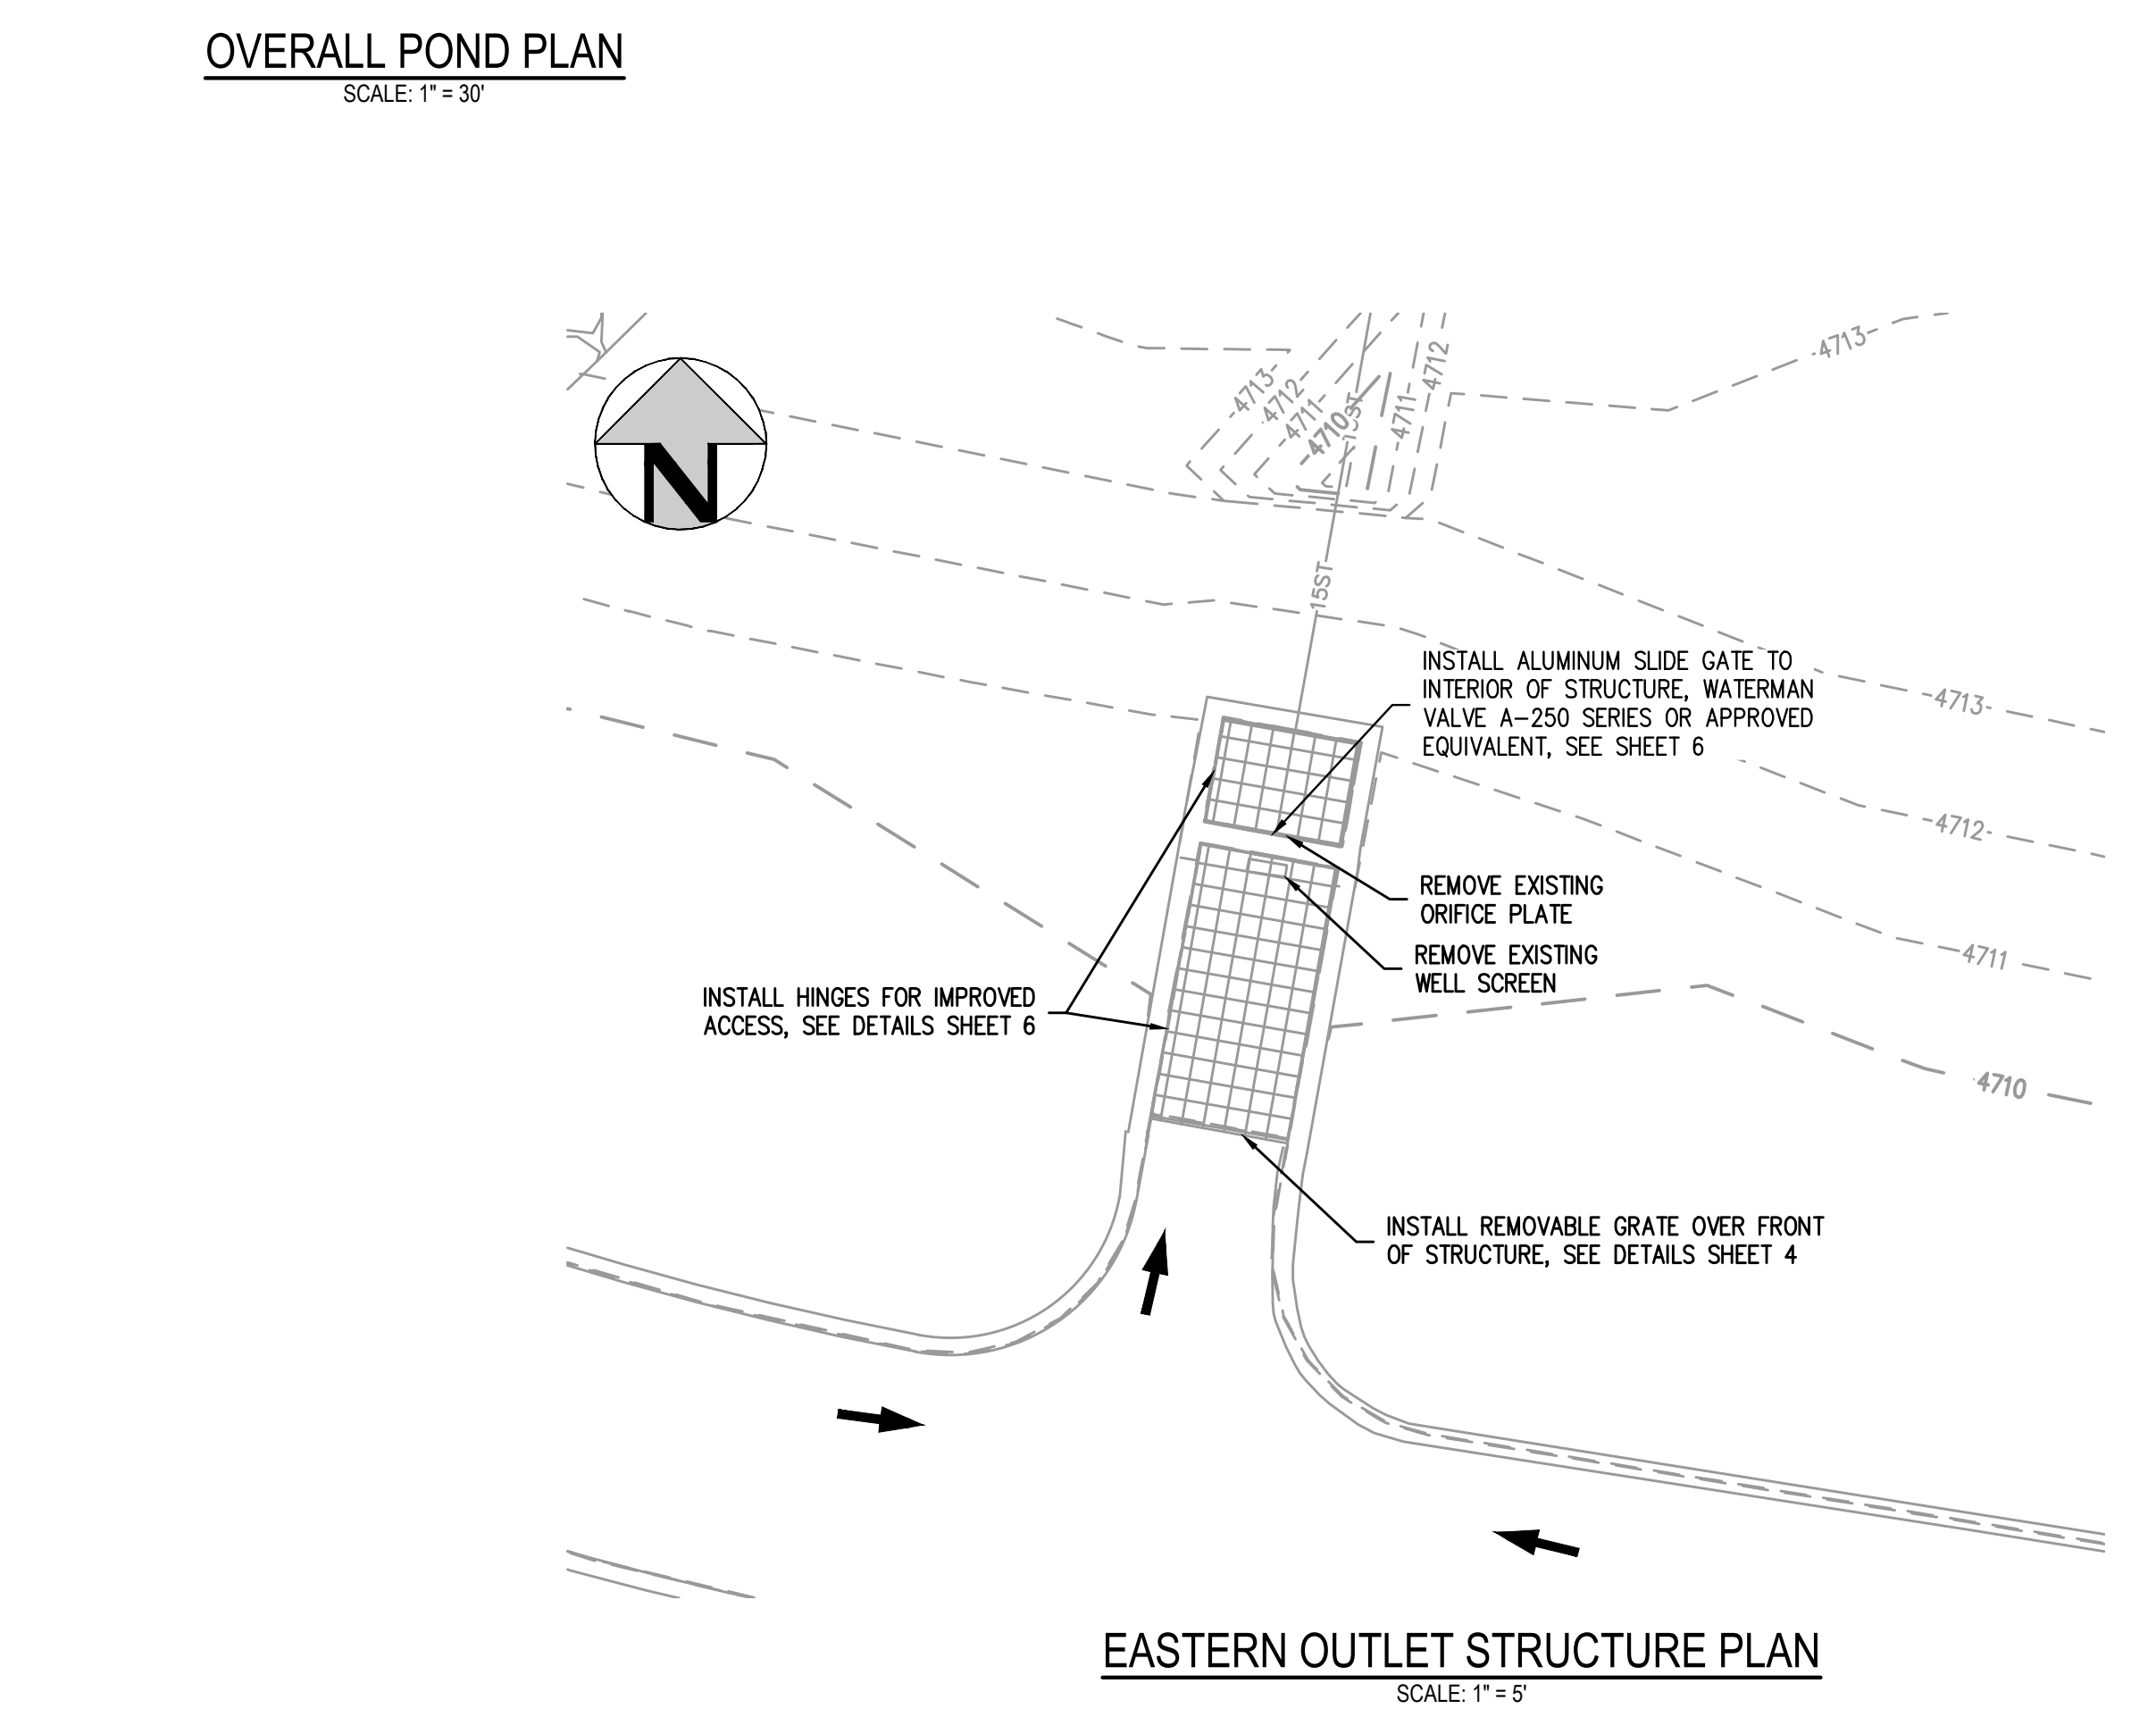 OVERALL POND PLAN
SCALE: 1" = 30'
4713
4712
4713
4712
4711
4710
15ST
4711
N
15ST
INSTALL ALUMINUM SLIDE GATE TO
INTERIOR OF STRUCTURE, WATERMAN
VALVE A-250 SERIES OR APPROVED
EQUIVALENT, SEE SHEET 6
4713
4712
REMOVE EXISTING
ORIFICE PLATE
REMOVE EXISTING
WELL SCREEN
4711
INSTALL HINGES FOR IMPROVED
ACCESS, SEE DETAILS SHEET 6
4710
INSTALL REMOVABLE GRATE OVER FRONT
OF STRUCTURE, SEE DETAILS SHEET 4
EASTERN OUTLET STRUCTURE PLAN
SCALE: 1" = 5'